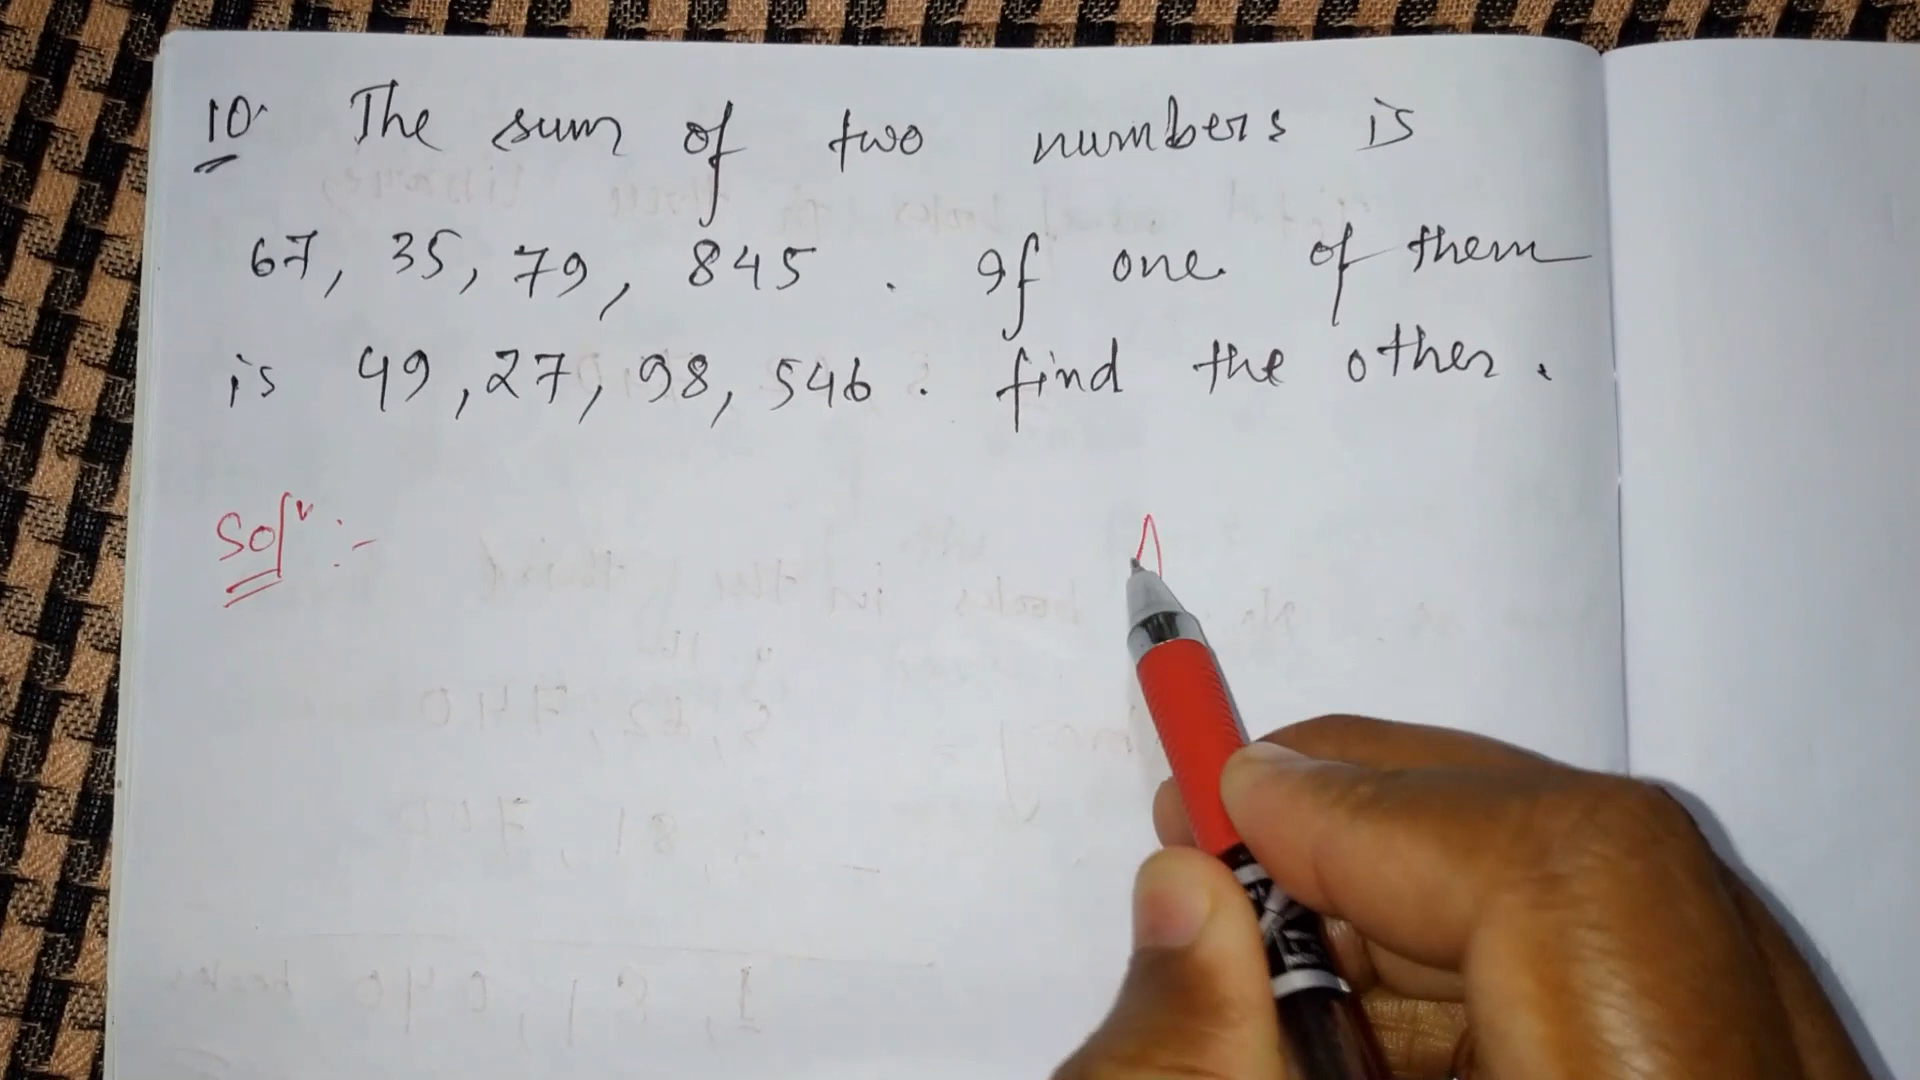 10. The sum of two numbers is
67, 35, 79, 845. If one of them
is 49, 27, 98, 546. find the other.
Solⁿ :-